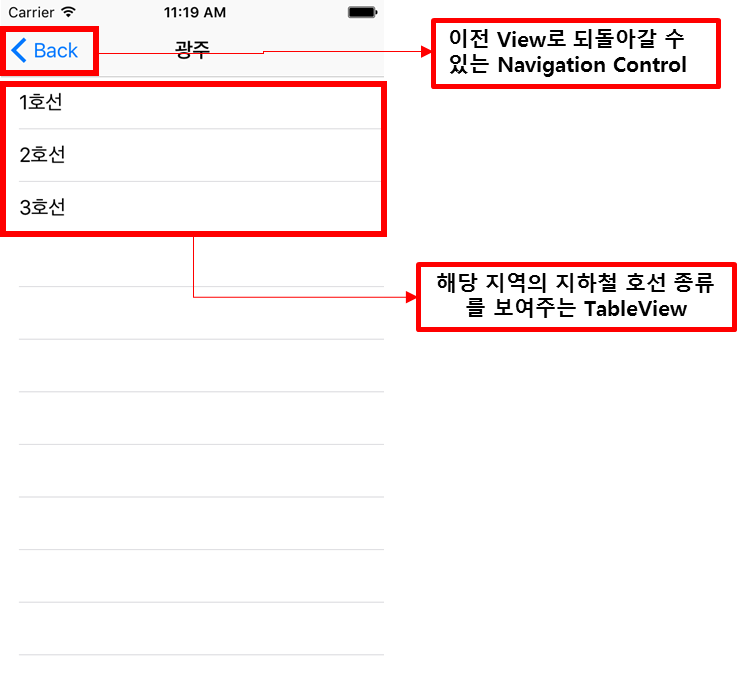 Carrier 11:19 AM
Back 광주
이전 View로 되돌아갈 수
있는 Navigation Control
1호선
2호선
3호선
해당 지역의 지하철 호선 종류
를 보여주는 TableView